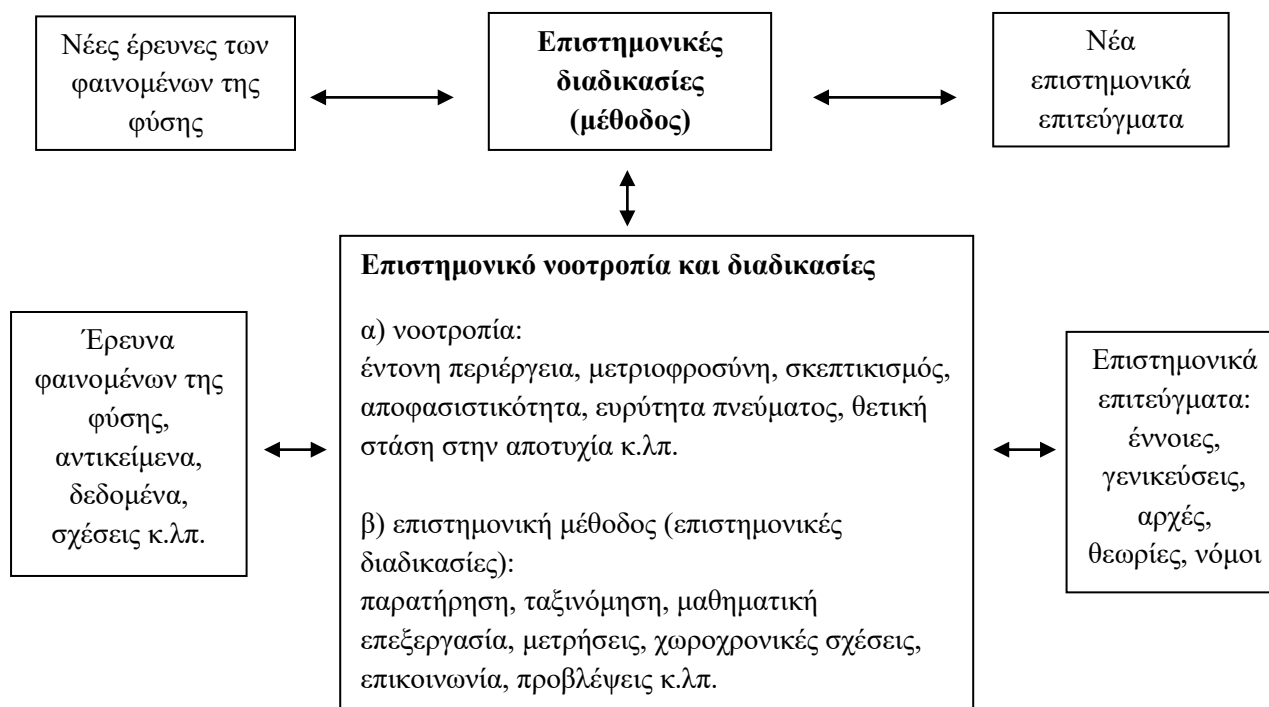 Νέες έρευνες των
φαινομένων της
φύσης
Επιστημονικές
διαδικασίες
(μέθοδος)
Νέα
επιστημονικά
επιτεύγματα
Έρευνα
φαινομένων της
φύσης,
αντικείμενα,
δεδομένα,
σχέσεις κ.λπ.
Επιστημονικό νοοτροπία και διαδικασίες
α) νοοτροπία:
έντονη περιέργεια, μετριοφροσύνη, σκεπτικισμός,
αποφασιστικότητα, ευρύτητα πνεύματος, θετική
στάση στην αποτυχία κ.λπ.
β) επιστημονική μέθοδος (επιστημονικές
διαδικασίες):
παρατήρηση, ταξινόμηση, μαθηματική
επεξεργασία, μετρήσεις, χωροχρονικές σχέσεις,
επικοινωνία, προβλέψεις κ.λπ.
Επιστημονικά
επιτεύγματα:
έννοιες,
γενικεύσεις,
αρχές,
θεωρίες, νόμοι